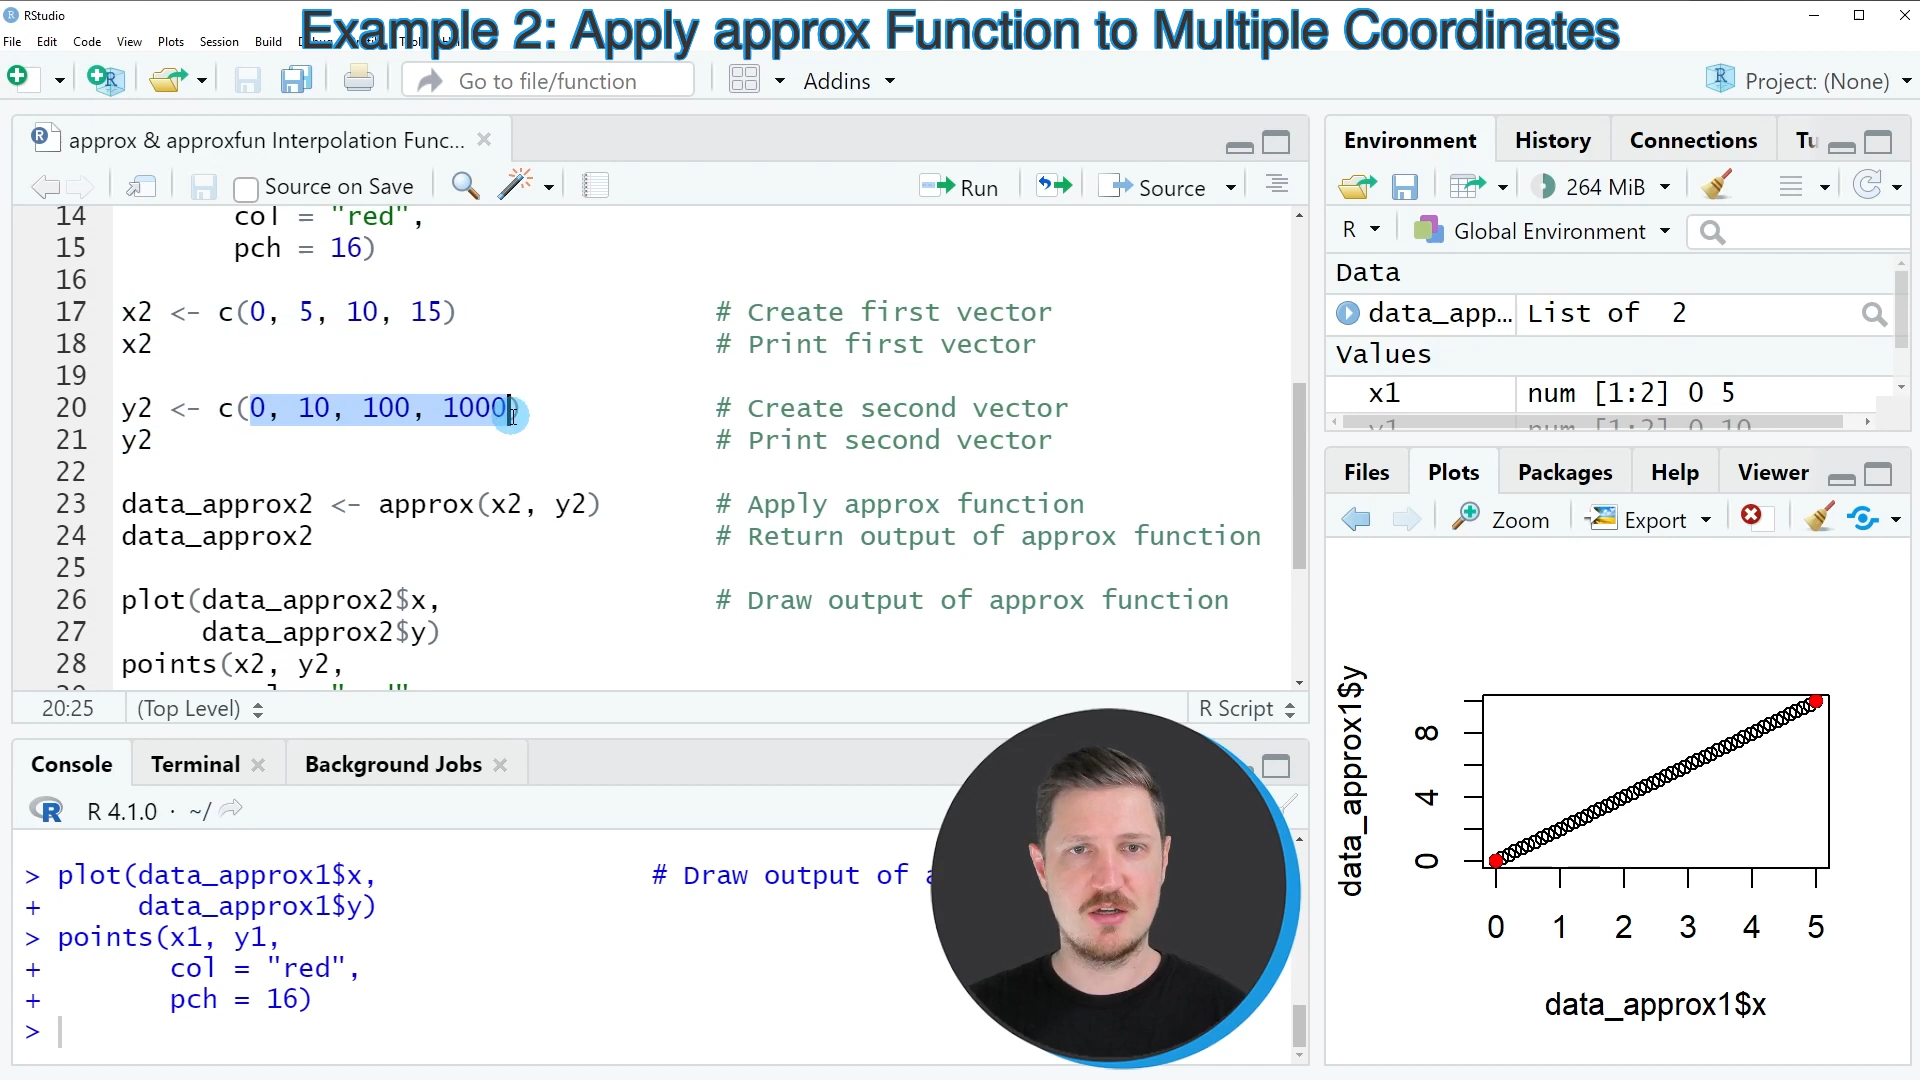 RStudio
Example 2: Apply approx Function to Multiple Coordinates
File Edit Code View Plots Session Build
Go to file/function
Addins
Project: (None)
approx & approxfun Interpolation Func...
Source on Save
Run
Source
14 col = "red",
15 pch = 16)
16
17 x2 <- c(0, 5, 10, 15) # Create first vector
18 x2 # Print first vector
19
20 y2 <- c(0, 10, 100, 1000) # Create second vector
21 y2 # Print second vector
22
23 data_approx2 <- approx(x2, y2) # Apply approx function
24 data_approx2 # Return output of approx function
25
26 plot(data_approx2$x, # Draw output of approx function
27 data_approx2$y)
28 points(x2, y2,
20:25 (Top Level) R Script
Console Terminal Background Jobs
R 4.1.0 · ~/
> plot(data_approx1$x, # Draw output of
+ data_approx1$y)
> points(x1, y1,
+ col = "red",
+ pch = 16)
>
Environment History Connections Tu
264 MiB
R Global Environment
Data
data_app... List of 2
Values
x1 num [1:2] 0 5
y1 num [1:2] 0 10
Files Plots Packages Help Viewer
Zoom Export
data_approx1$y
8
4
0
0 1 2 3 4 5
data_approx1$x